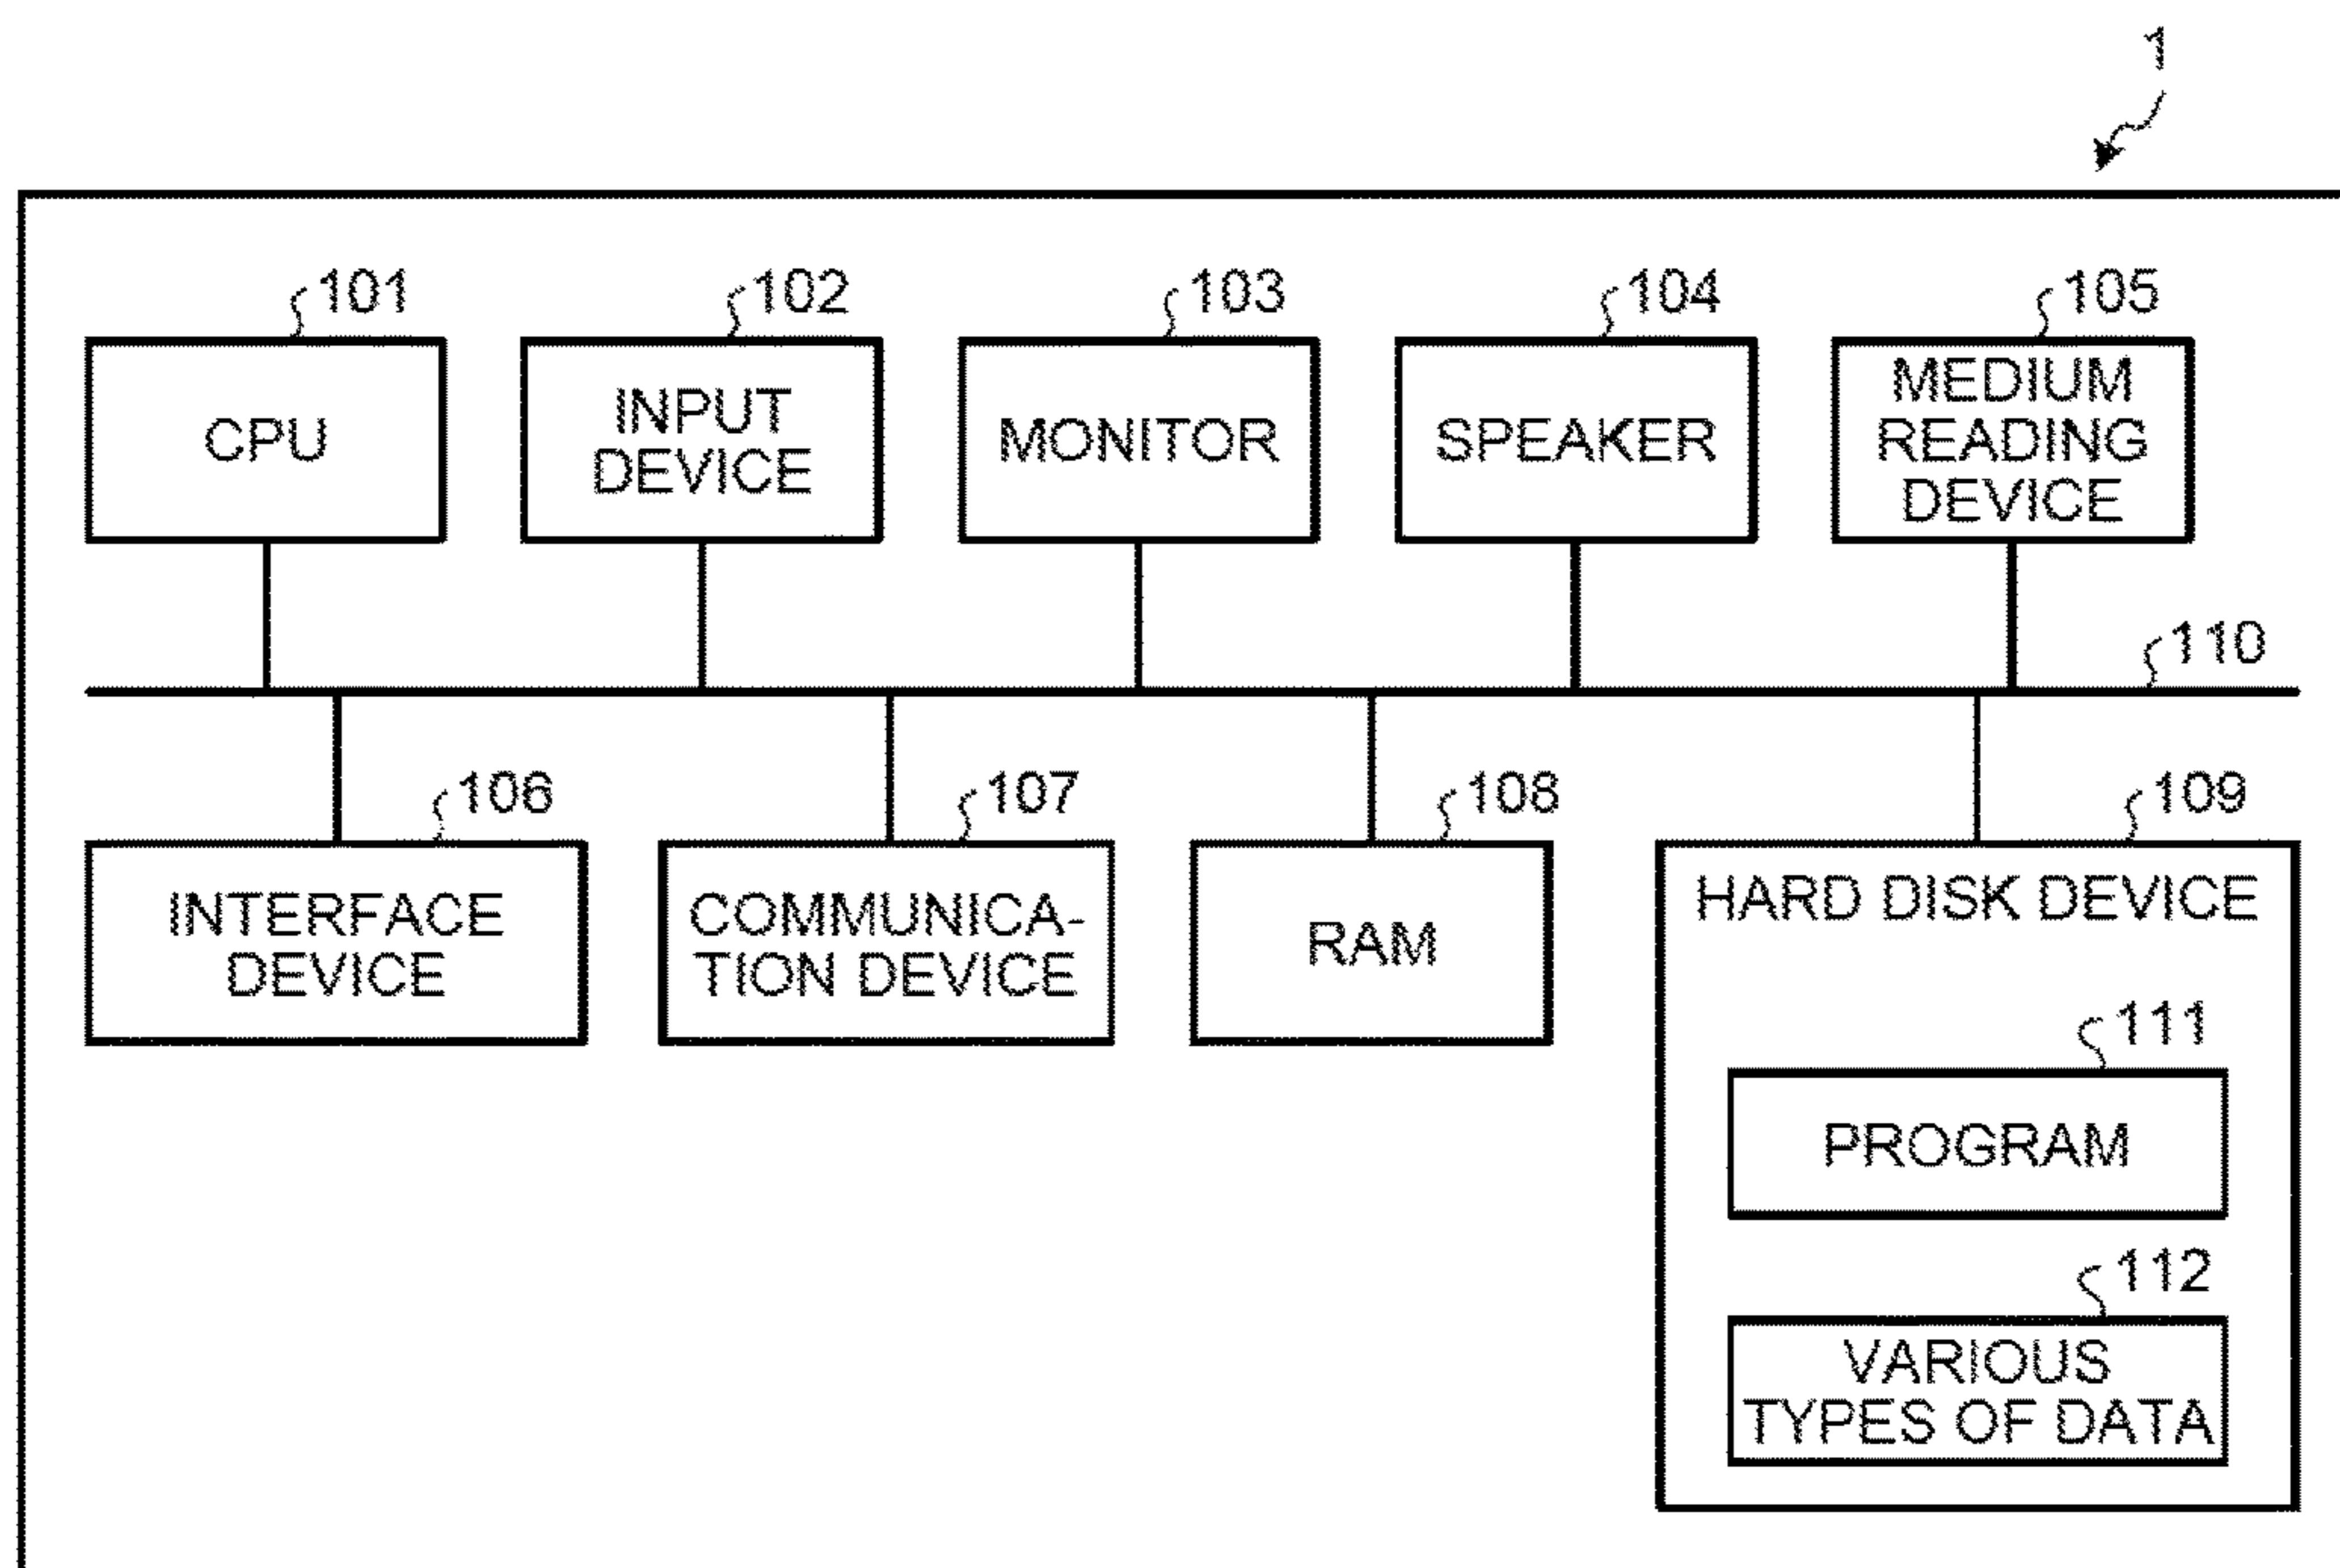 1
101
102
103
104
105
CPU
INPUT
DEVICE
MONITOR
SPEAKER
MEDIUM
READING
DEVICE
110
106
107
108
109
INTERFACE
DEVICE
COMMUNICA-
TION DEVICE
RAM
HARD DISK DEVICE
111
PROGRAM
112
VARIOUS
TYPES OF DATA